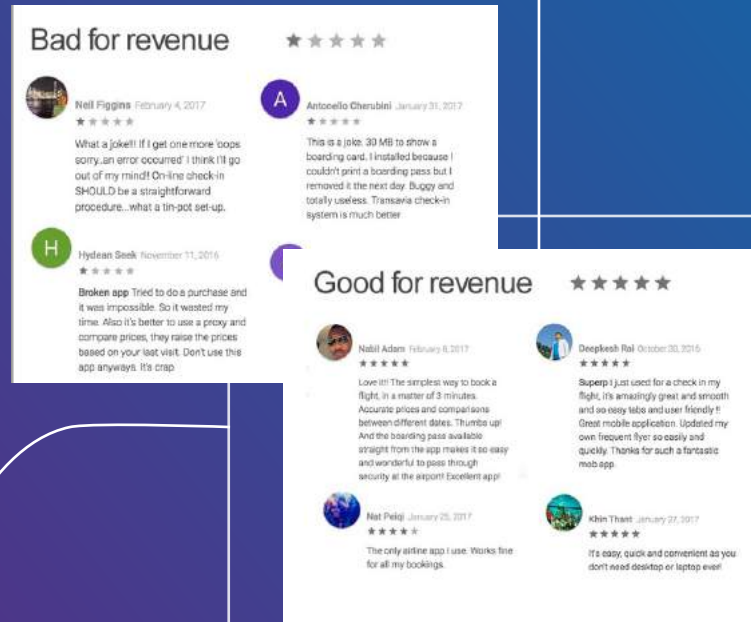 Bad for revenue
Neil Figgins February 4, 2017
What a joke!!! If I get one more 'oops
sorry..an error occurred' I think I'll go
out of my mind!! On-line check-in
SHOULD be a straightforward
procedure...what a tin-pot set-up.
A
Antonello Cherubini January 31, 2017
This is a joke. 30 MB to show a
boarding card. I installed because I
couldn't print a boarding pass but I
removed it the next day. Buggy and
totally useless. Transavia check-in
system is much better
H
Hydean Seek November 11, 2016
Broken app Tried to do a purchase and
it was impossible. So it wasted my
time. Also it's better to use a proxy and
compare prices, they raise the prices
based on your last visit. Don't use this
app anyways. It's crap
Good for revenue
Nabil Adam February 8, 2017
Love it!! The simplest way to book a
flight, in a matter of 3 minutes.
Accurate prices and comparisons
between different dates. Thumbs up!
And the boarding pass available
straight from the app makes it so easy
and wonderful to pass through
security at the airport! Excellent app!
Deepkesh Rai October 30, 2016
Superp I just used for a check in my
flight, it's amazingly great and smooth
and so easy tabs and user friendly !!
Great mobile application. Updated my
own frequent flyer so easily and
quickly. Thanks for such a fantastic
mob app.
Nat Peiqi January 25, 2017
The only airline app I use. Works fine
for all my bookings.
Khin Thant January 27, 2017
It's easy, quick and convenient as you
don't need desktop or laptop ever!